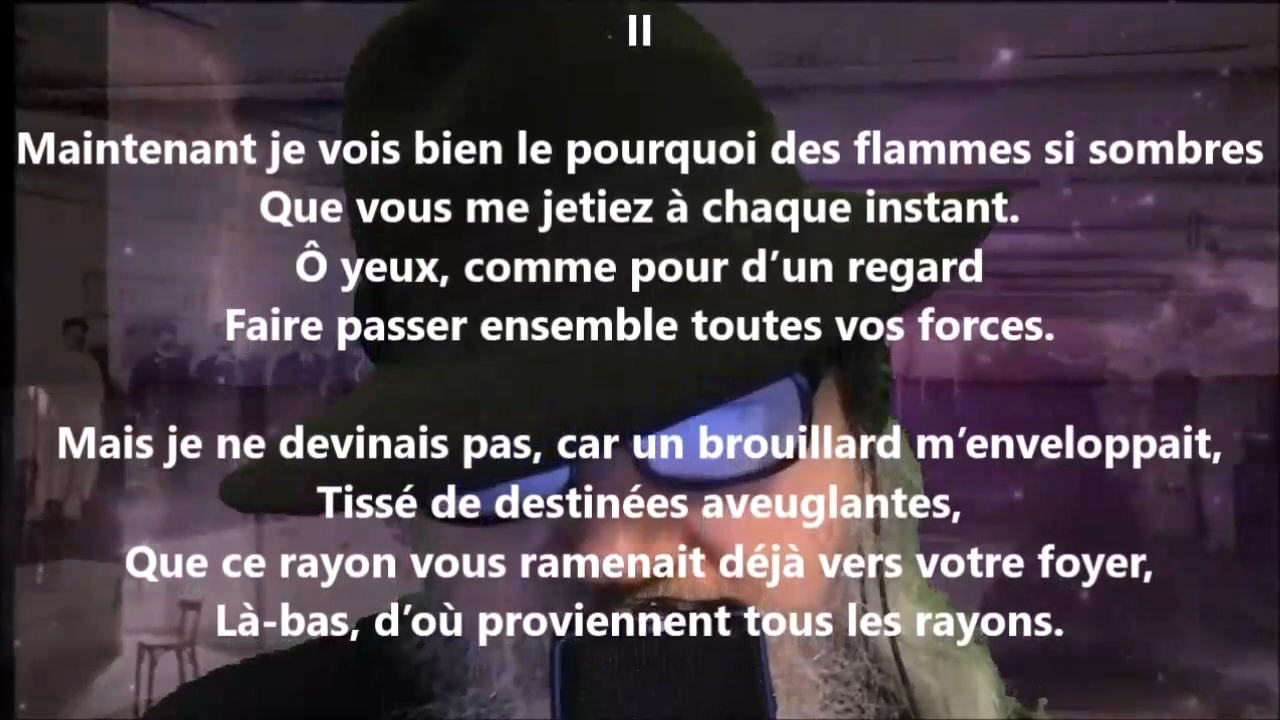 II
Maintenant je vois bien le pourquoi des flammes si sombres
Que vous me jetiez à chaque instant.
Ô yeux, comme pour d’un regard
Faire passer ensemble toutes vos forces.
Mais je ne devinais pas, car un brouillard m’enveloppait,
Tissé de destinées aveuglantes,
Que ce rayon vous ramenait déjà vers votre foyer,
Là-bas, d’où proviennent tous les rayons.